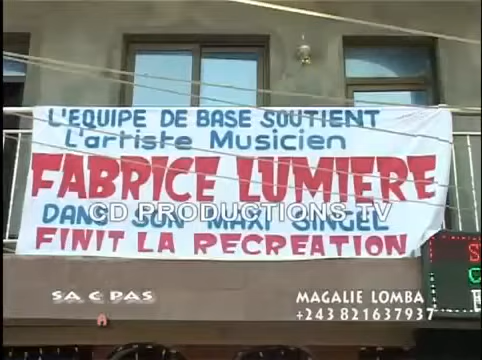 L'EQUIPE DE BASE SOUTIENT
L'artiste Musicien
FABRICE LUMIERE
DANS SON MAXI SINGEL
GD PRODUCTIONS TV
FINIT LA RECREATION
SA C PAS
MAGALIE LOMBA
+243 821637937